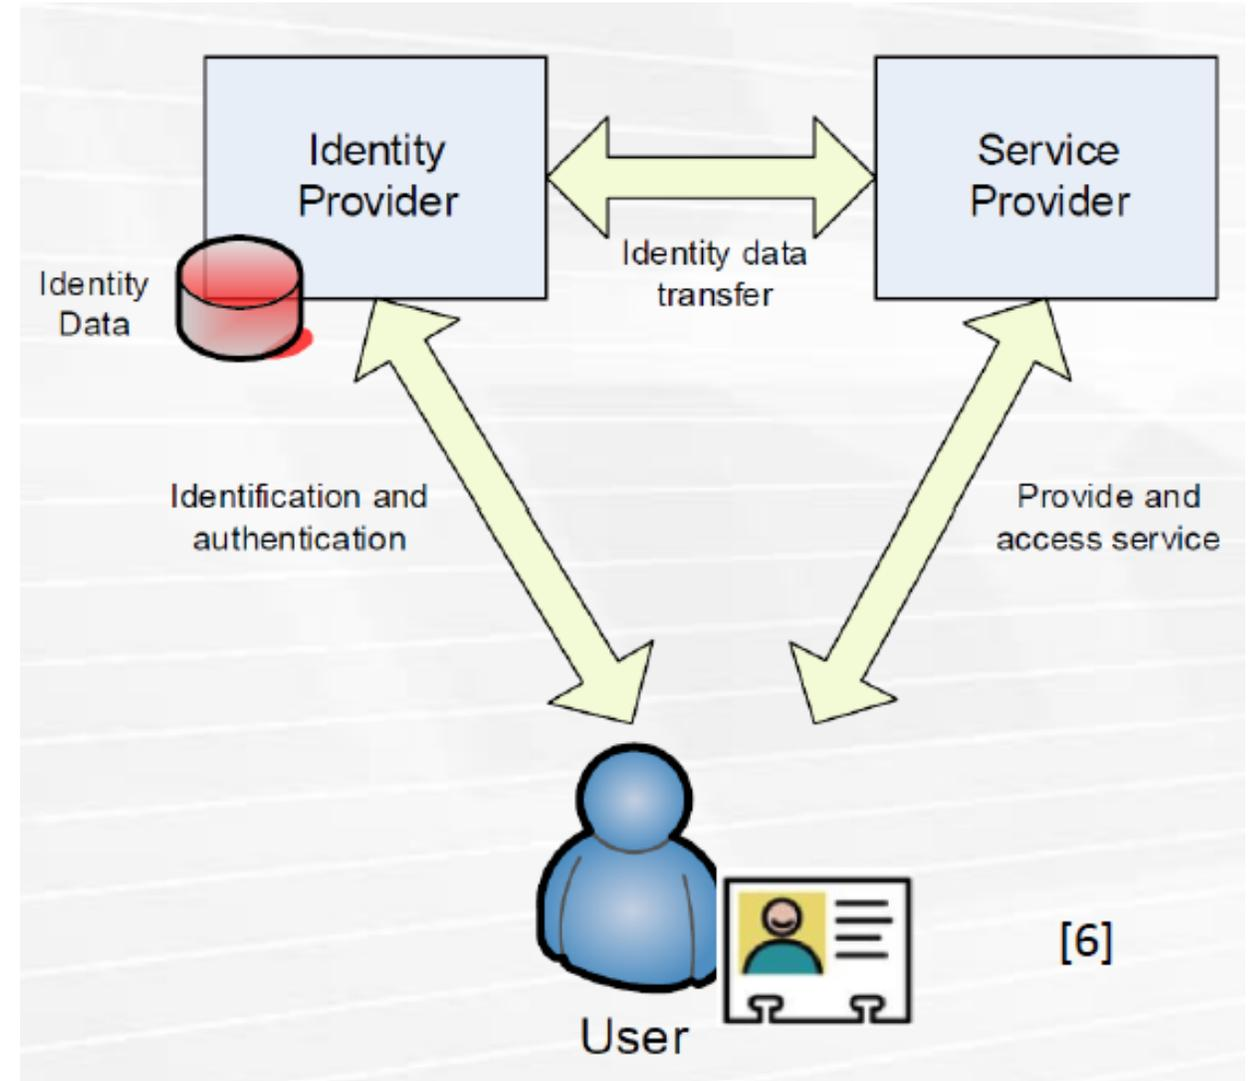 Identity
Provider
Service
Provider
Identity data
transfer
Identity
Data
Identification and
authentication
Provide and
access service
[6]
User